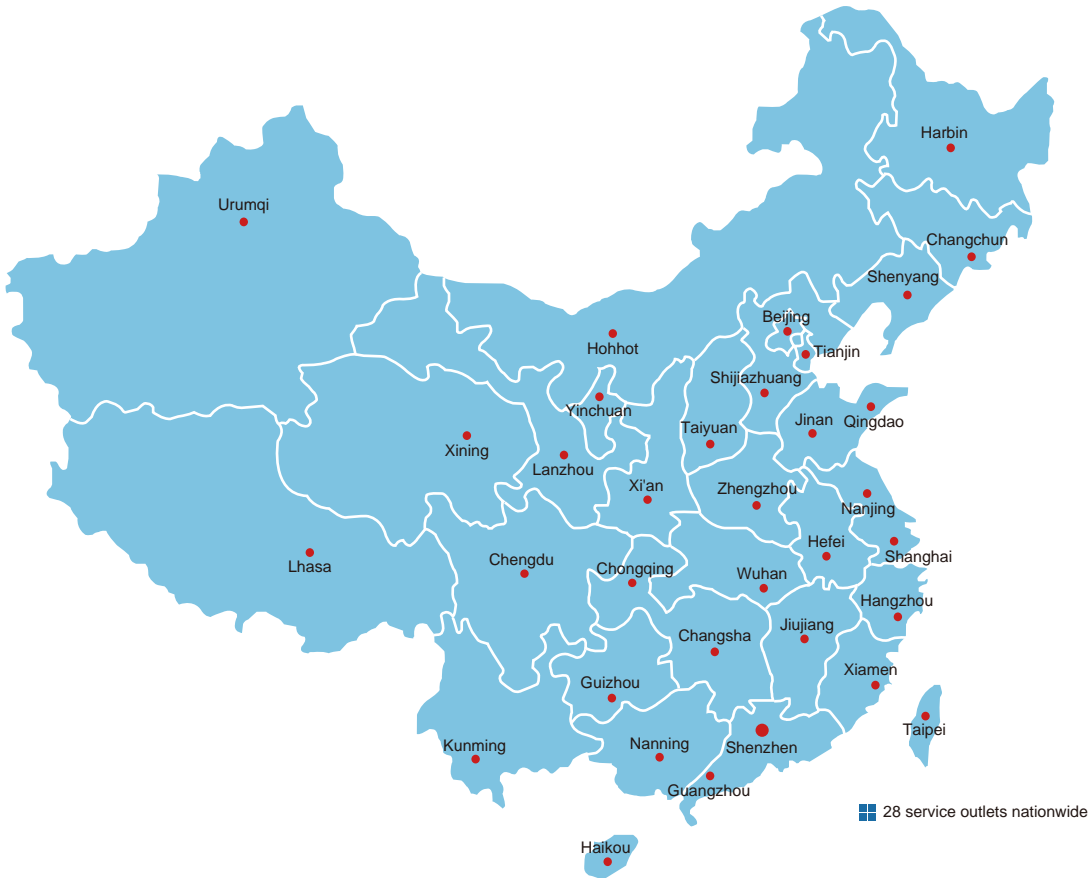 Harbin
Urumqi
Changchun
Shenyang
Beijing
Hohhot
Tianjin
Shijiazhuang
Yinchuan
Qingdao
Jinan
Taiyuan
Xining
Lanzhou
Xi'an
Zhengzhou
Nanjing
Hefei
Shanghai
Chengdu
Lhasa
Chongqing
Wuhan
Hangzhou
Jiujiang
Changsha
Xiamen
Guizhou
Taipei
Kunming
Nanning
Shenzhen
Guangzhou
28 service outlets nationwide
Haikou